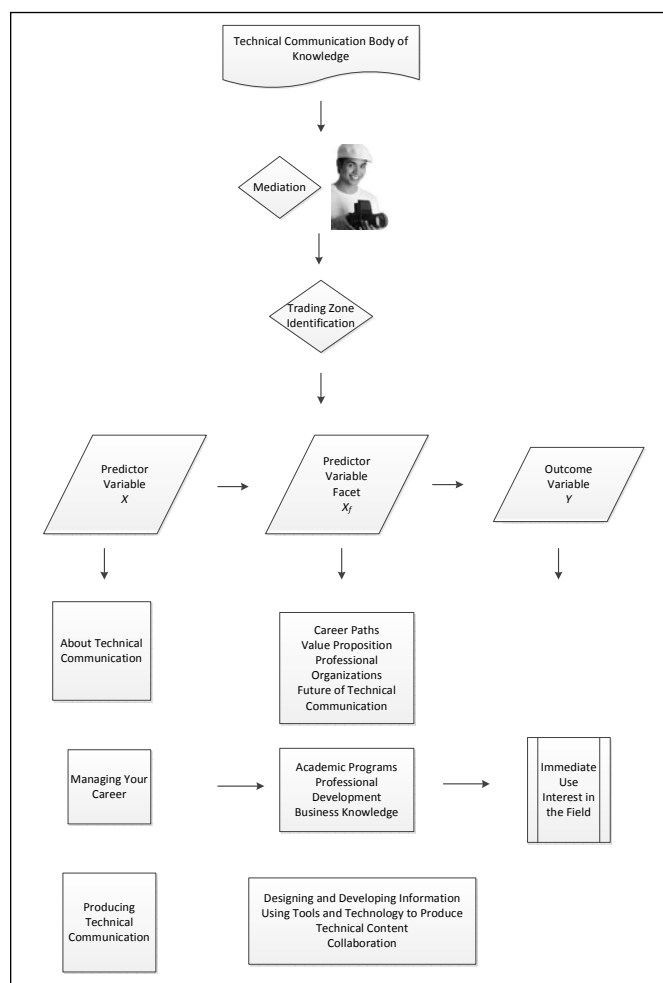 Technical Communication Body of
Knowledge
Mediation
Trading Zone
Identification
Predictor
Variable
X
Predictor
Variable
Facet
Xf
Outcome
Variable
Y
About Technical
Communication
Career Paths
Value Proposition
Professional
Organizations
Future of Technical
Communication
Managing Your
Career
Academic Programs
Professional
Development
Business Knowledge
Immediate
Use
Interest in
the Field
Producing
Technical
Communication
Designing and Developing Information
Using Tools and Technology to Produce
Technical Content
Collaboration